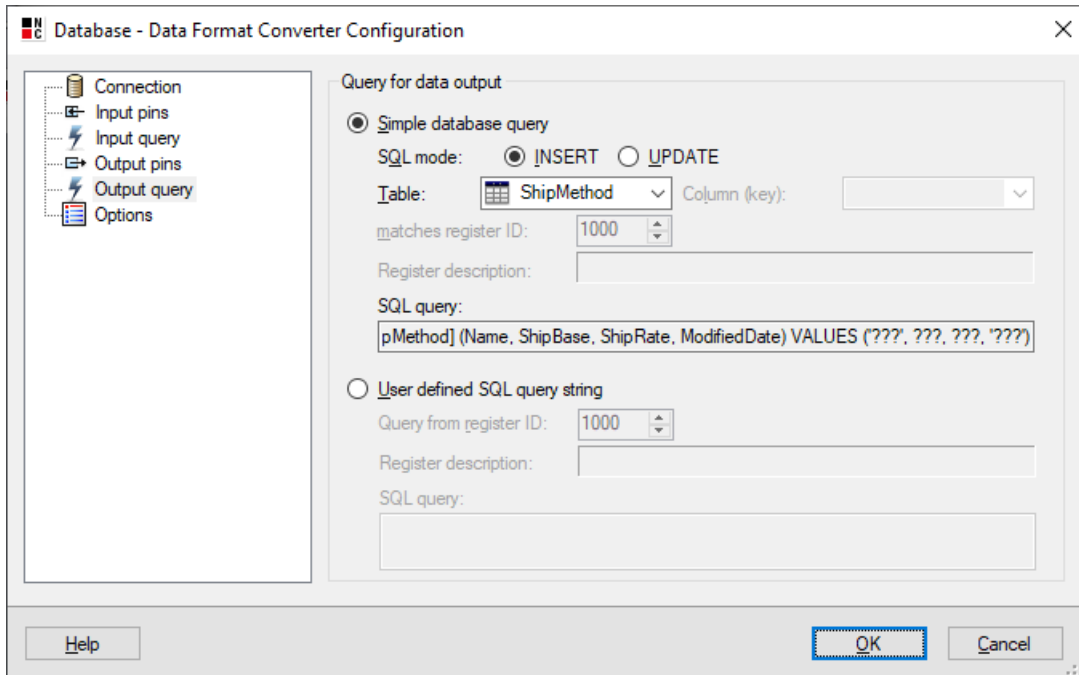 NC Database - Data Format Converter Configuration
Connection
Input pins
Input query
Output pins
Output query
Options
Query for data output
Simple database query
SQL mode: INSERT UPDATE
Table: ShipMethod Column (key):
matches register ID: 1000
Register description:
SQL query:
pMethod] (Name, ShipBase, ShipRate, ModifiedDate) VALUES ('???', ???, ???, '???')
User defined SQL query string
Query from register ID: 1000
Register description:
SQL query:
Help OK Cancel